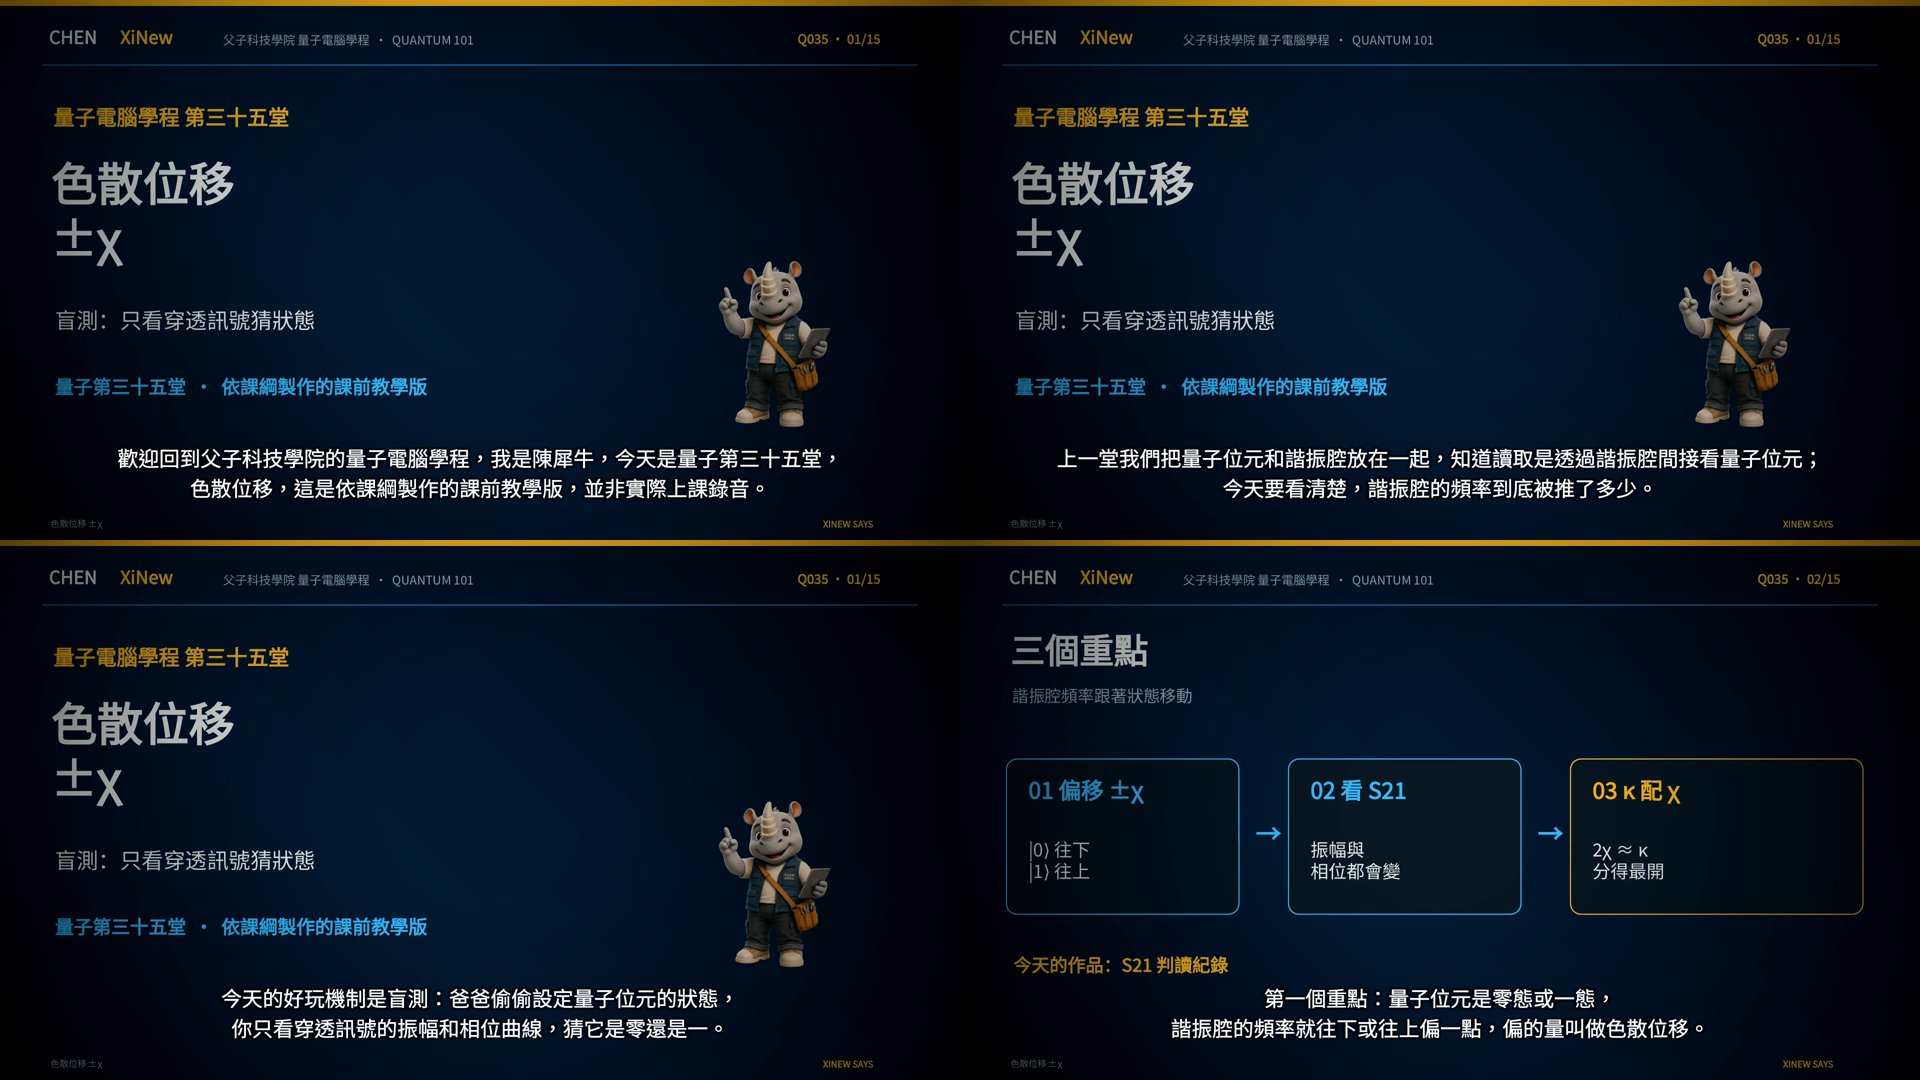 CHEN XiNew 父子科技學院 量子電腦學程 · QUANTUM 101 Q035 · 01/15
量子電腦學程 第三十五堂
色散位移
±χ
盲測：只看穿透訊號猜狀態
量子第三十五堂 · 依課綱製作的課前教學版
歡迎回到父子科技學院的量子電腦學程，我是陳犀牛，今天是量子第三十五堂，
色散位移，這是依課綱製作的課前教學版，並非實際上課錄音。
色散位移 ±χ XINEW SAYS
CHEN XiNew 父子科技學院 量子電腦學程 · QUANTUM 101 Q035 · 01/15
量子電腦學程 第三十五堂
色散位移
±χ
盲測：只看穿透訊號猜狀態
量子第三十五堂 · 依課綱製作的課前教學版
上一堂我們把量子位元和諧振腔放在一起，知道讀取是透過諧振腔間接看量子位元；
今天要看清楚，諧振腔的頻率到底被推了多少。
色散位移 ±χ XINEW SAYS
CHEN XiNew 父子科技學院 量子電腦學程 · QUANTUM 101 Q035 · 01/15
量子電腦學程 第三十五堂
色散位移
±χ
盲測：只看穿透訊號猜狀態
量子第三十五堂 · 依課綱製作的課前教學版
今天的好玩機制是盲測：爸爸偷偷設定量子位元的狀態，
你只看穿透訊號的振幅和相位曲線，猜它是零還是一。
色散位移 ±χ XINEW SAYS
CHEN XiNew 父子科技學院 量子電腦學程 · QUANTUM 101 Q035 · 02/15
三個重點
諧振腔頻率跟著狀態移動
01 偏移 ±χ
|0⟩ 往下
|1⟩ 往上
→
02 看 S21
振幅與
相位都會變
→
03 κ 配 χ
2χ ≈ κ
分得最開
今天的作品：S21 判讀紀錄
第一個重點：量子位元是零態或一態，
諧振腔的頻率就往下或往上偏一點，偏的量叫做色散位移。
色散位移 ±χ XINEW SAYS